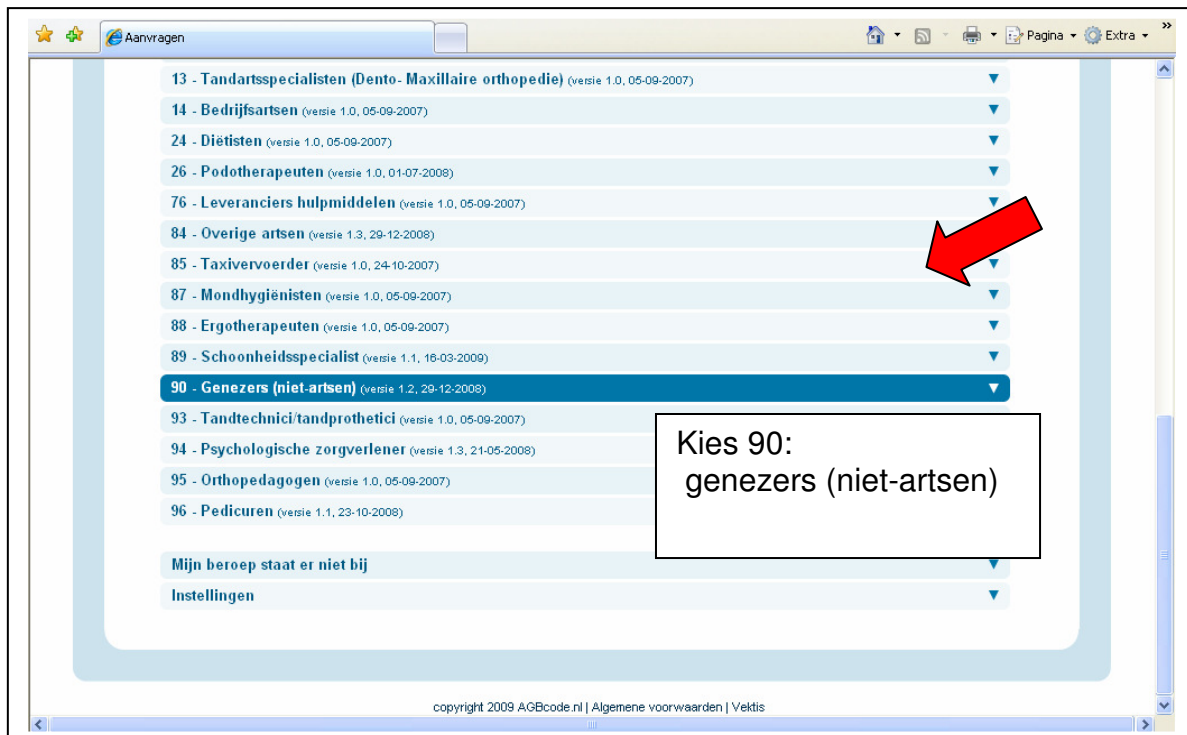 Aanvragen
Pagina
Extra
»
13 - Tandartsspecialisten (Dento- Maxillaire orthopedie) (versie 1.0, 05-09-2007)
14 - Bedrijfsartsen (versie 1.0, 05-09-2007)
24 - Diëtisten (versie 1.0, 05-09-2007)
26 - Podotherapeuten (versie 1.0, 01-07-2008)
76 - Leveranciers hulpmiddelen (versie 1.0, 05-09-2007)
84 - Overige artsen (versie 1.3, 29-12-2008)
85 - Taxivervoerder (versie 1.0, 24-10-2007)
87 - Mondhygiënisten (versie 1.0, 05-09-2007)
88 - Ergotherapeuten (versie 1.0, 05-09-2007)
89 - Schoonheidsspecialist (versie 1.1, 16-03-2009)
90 - Genezers (niet-artsen) (versie 1.2, 29-12-2008)
93 - Tandtechnici/tandprothetici (versie 1.0, 05-09-2007)
94 - Psychologische zorgverlener (versie 1.3, 21-05-2008)
95 - Orthopedagogen (versie 1.0, 05-09-2007)
96 - Pedicuren (versie 1.1, 23-10-2008)
Kies 90:
genezers (niet-artsen)
Mijn beroep staat er niet bij
Instellingen
copyright 2009 AGBcode.nl | Algemene voorwaarden | Vektis